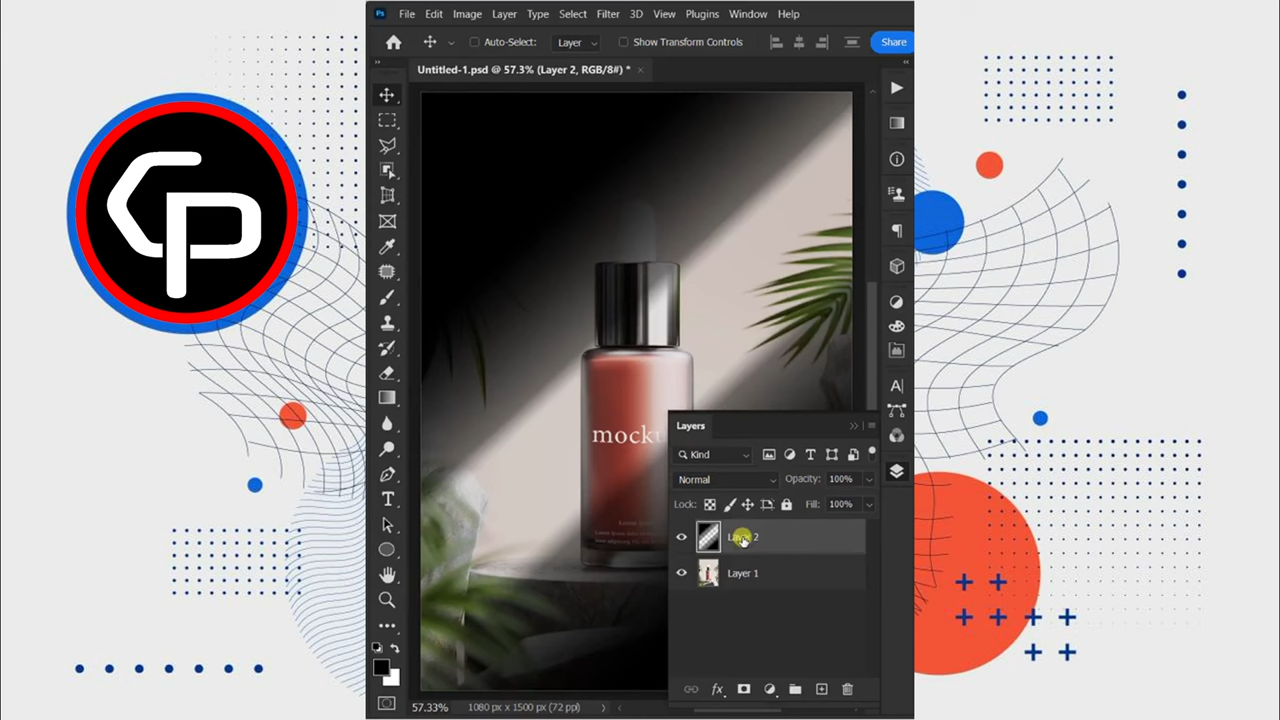 CP
Ps File Edit Image Layer Type Select Filter 3D View Plugins Window Help
Auto-Select: Layer Show Transform Controls Share
Untitled-1.psd @ 57.3% (Layer 2, RGB/8#) * ×
Layers
Kind
Normal Opacity: 100%
Lock: Fill: 100%
Layer 2
Layer 1
57.33% 1080 px x 1500 px (72 ppi)